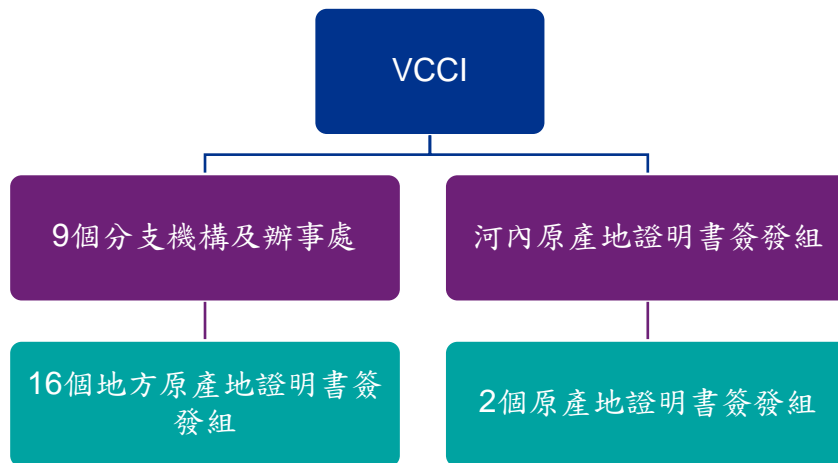 VCCI
9個分支機構及辦事處
河內原產地證明書簽發組
16個地方原產地證明書簽
發組
2個原產地證明書簽發組